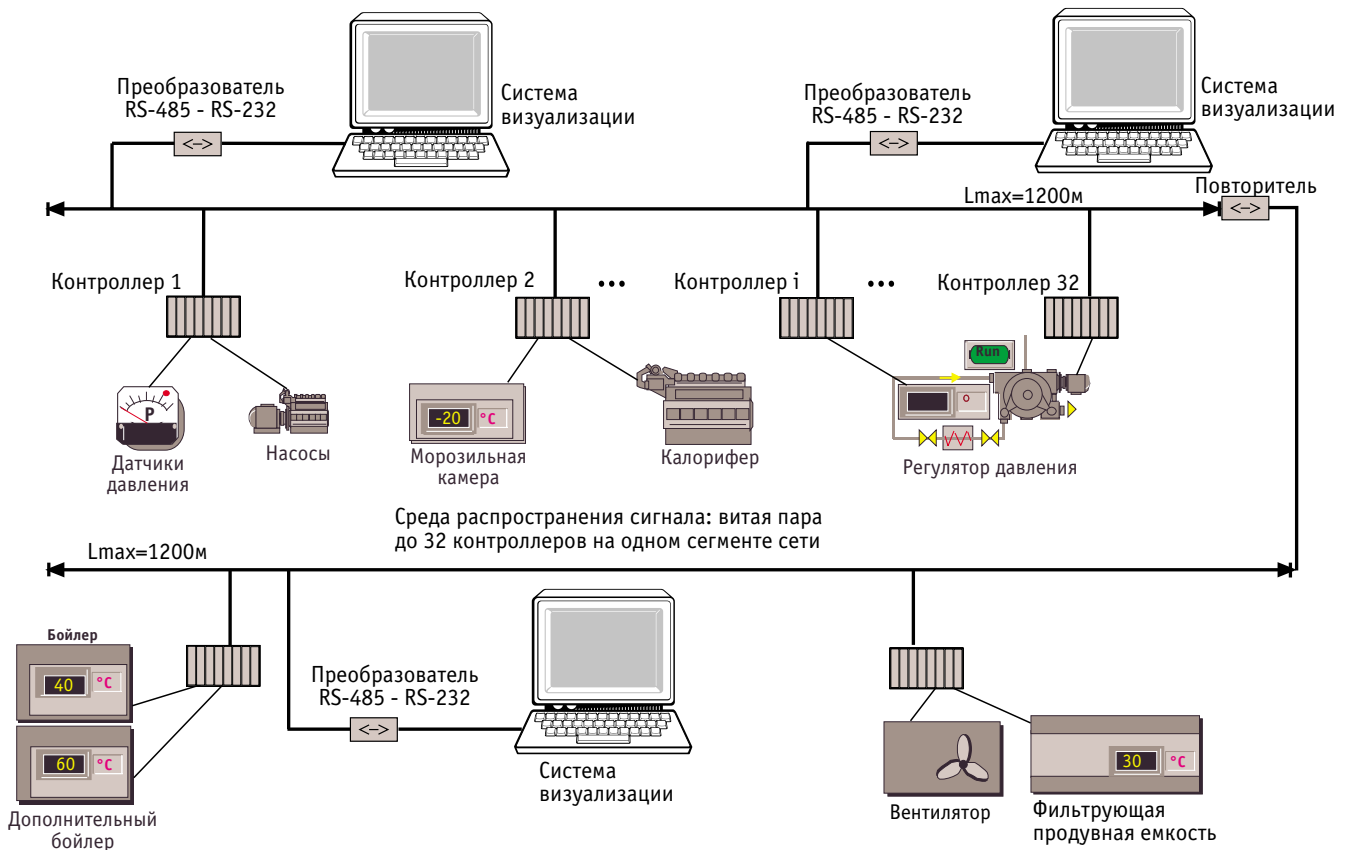 Преобразователь
RS-485 - RS-232
<->
Система
визуализации
Преобразователь
RS-485 - RS-232
<->
Система
визуализации
Lmax=1200м
Повторитель
<->
Контроллер 1
Контроллер 2
...
Контроллер i
...
Контроллер 32
P
Датчики
давления
Насосы
-20 °C
Морозильная
камера
Калорифер
Run
Регулятор давления
Среда распространения сигнала: витая пара
до 32 контроллеров на одном сегменте сети
Lmax=1200м
Бойлер
40 °C
60 °C
Дополнительный
бойлер
Преобразователь
RS-485 - RS-232
<->
Система
визуализации
Вентилятор
30 °C
Фильтрующая
продувная емкость